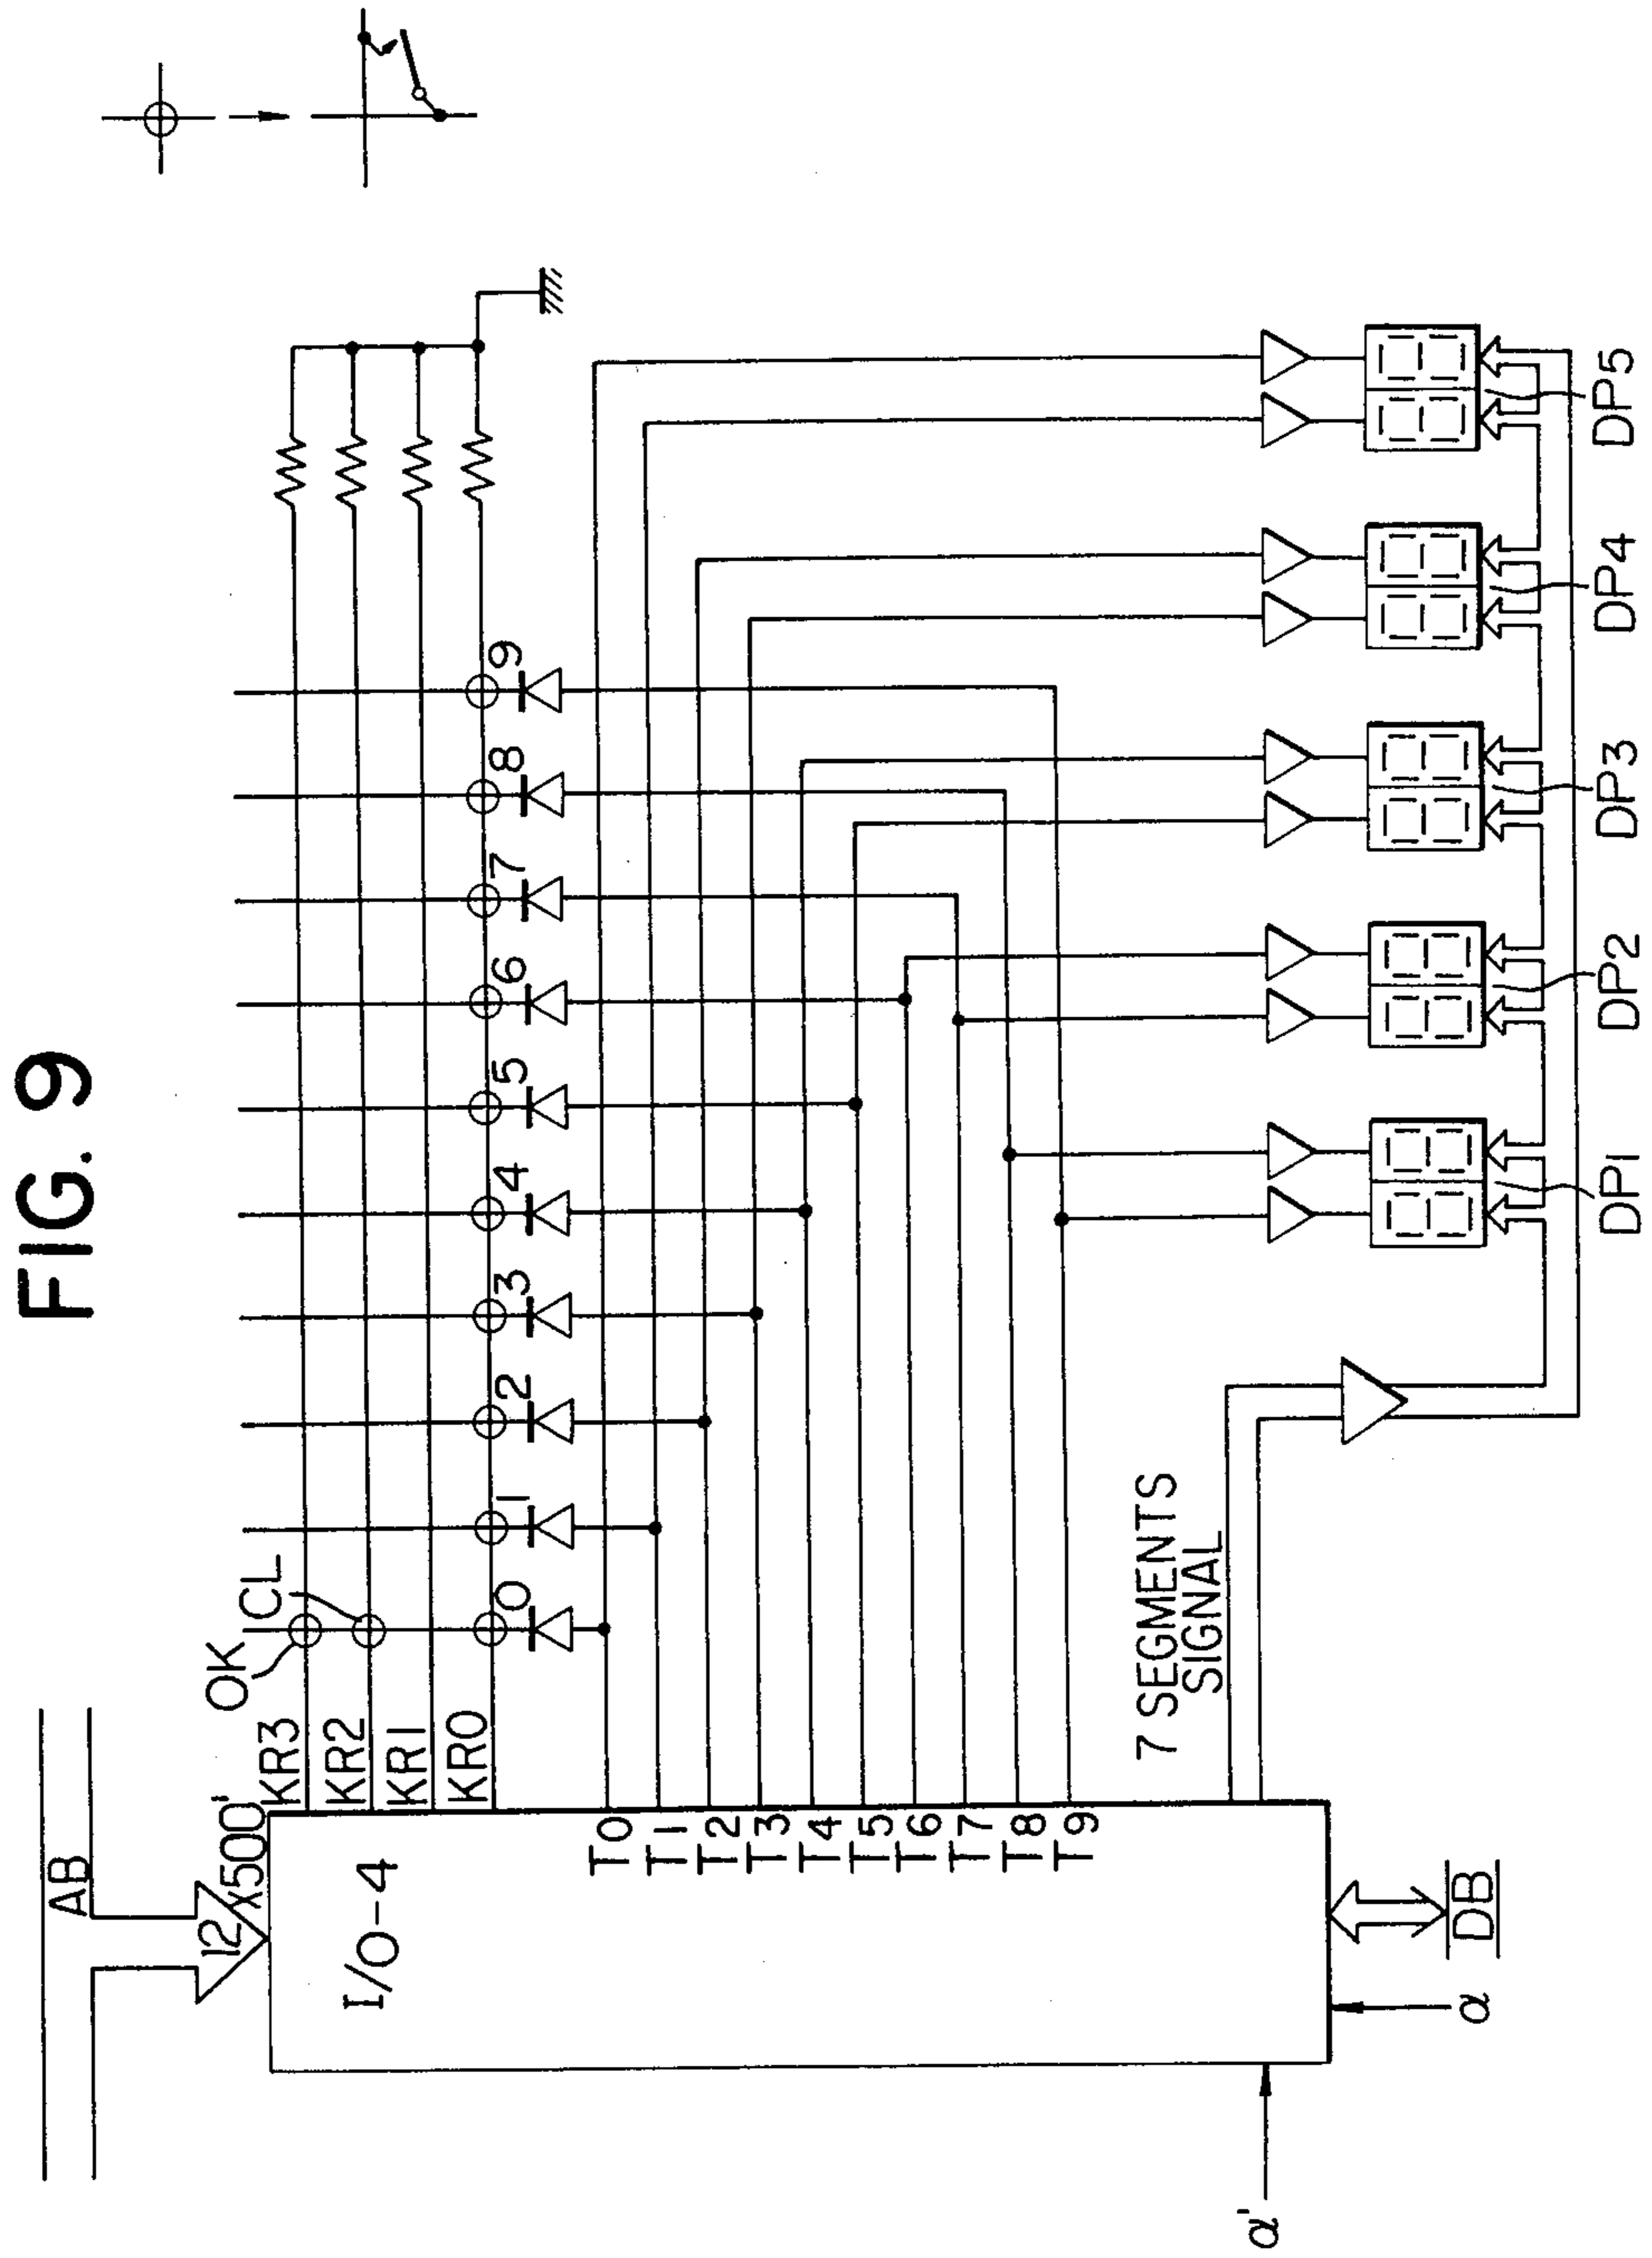 FIG. 9
AB
12
X500'
I/O-4
OK
CL
KR3
KR2
KR1
KR0
0 1 2 3 4 5 6 7 8 9
T0
T1
T2
T3
T4
T5
T6
T7
T8
T9
7 SEGMENTS
SIGNAL
DP1 DP2 DP3 DP4 DP5
DB
α
α'